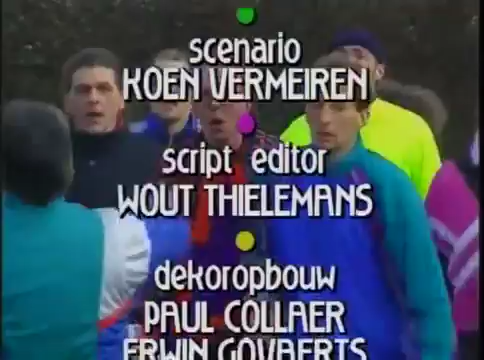 scenario
KOEN VERMEIREN
script editor
WOUT THIELEMANS
dekoropbouw
PAUL COLLAER
ERWIN GOVAERTS